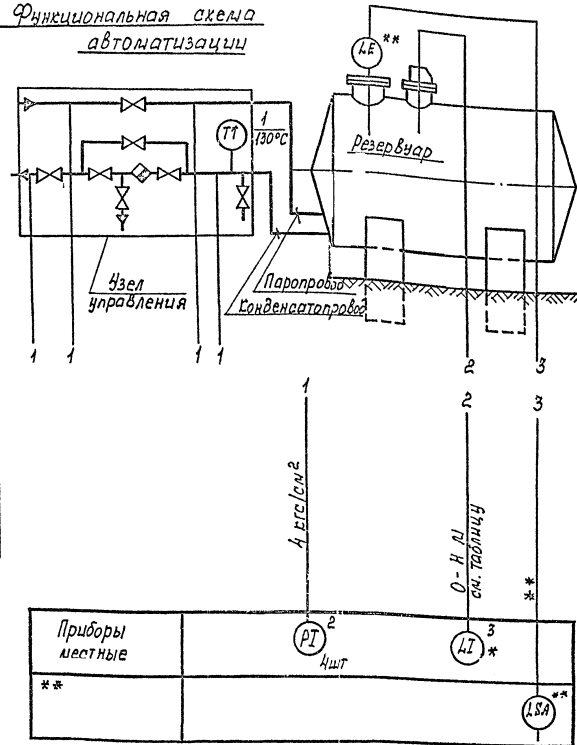 Функциональная схема
автоматизации
LE **
TT
1
130°C
Резервуар
Узел
управления
Паропровод
Конденсатопровод
1 1 1 1
2 3
1 2 3
4 кгс/см²
0-Н м
см. таблицу
**
Приборы
местные
PI 2
4шт
LI 3
*
**
LSA **